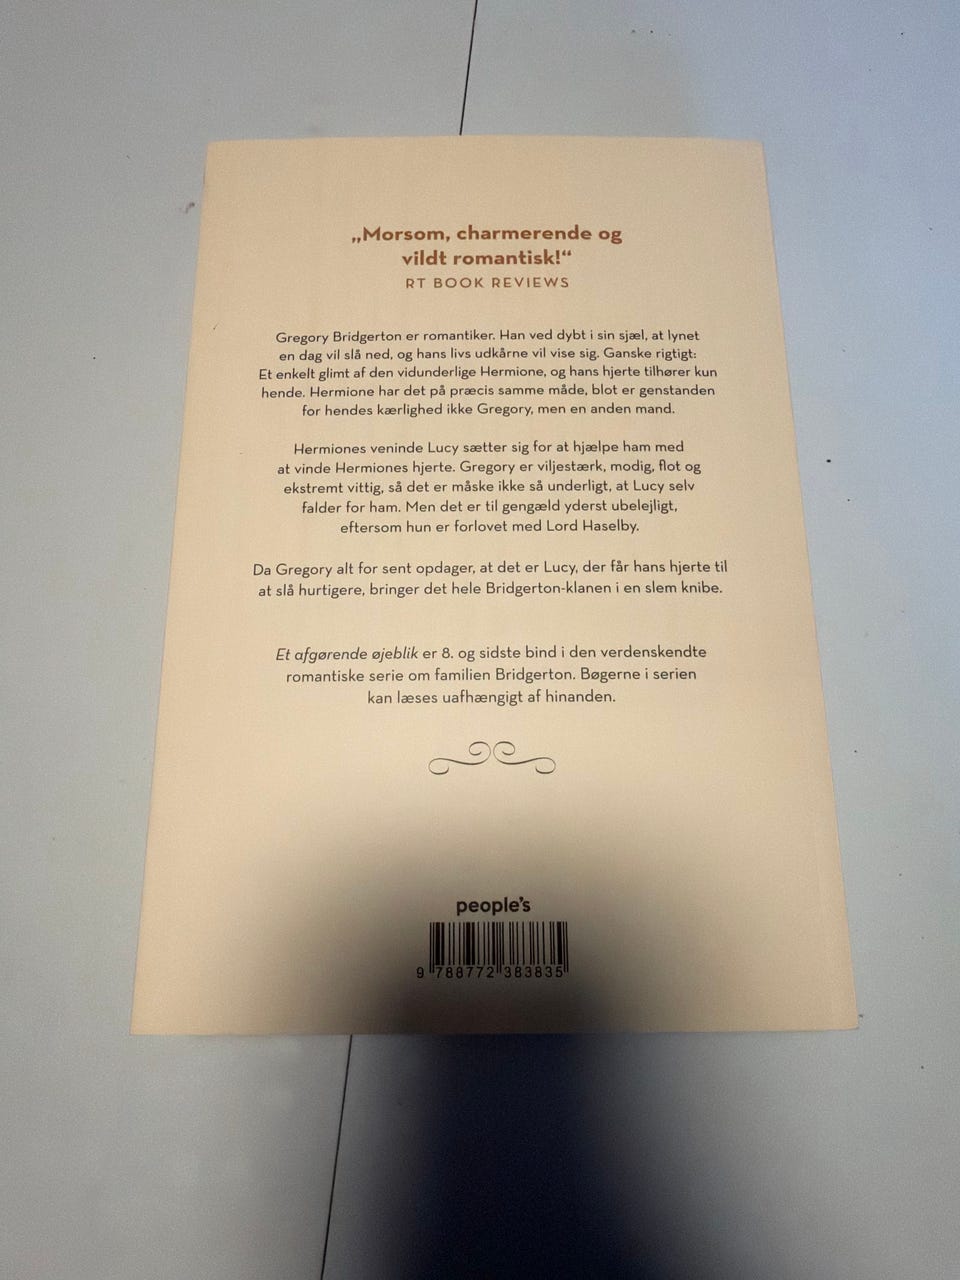 „Morsom, charmerende og
vildt romantisk!“
RT BOOK REVIEWS
Gregory Bridgerton er romantiker. Han ved dybt i sin sjæl, at lynet
en dag vil slå ned, og hans livs udkårne vil vise sig. Ganske rigtigt:
Et enkelt glimt af den vidunderlige Hermione, og hans hjerte tilhører kun
hende. Hermione har det på præcis samme måde, blot er genstanden
for hendes kærlighed ikke Gregory, men en anden mand.
Hermiones veninde Lucy sætter sig for at hjælpe ham med
at vinde Hermiones hjerte. Gregory er viljestærk, modig, flot og
ekstremt vittig, så det er måske ikke så underligt, at Lucy selv
falder for ham. Men det er til gengæld yderst ubelejligt,
eftersom hun er forlovet med Lord Haselby.
Da Gregory alt for sent opdager, at det er Lucy, der får hans hjerte til
at slå hurtigere, bringer det hele Bridgerton-klanen i en slem knibe.
Et afgørende øjeblik er 8. og sidste bind i den verdenskendte
romantiske serie om familien Bridgerton. Bøgerne i serien
kan læses uafhængigt af hinanden.
people's
9 788772 383835